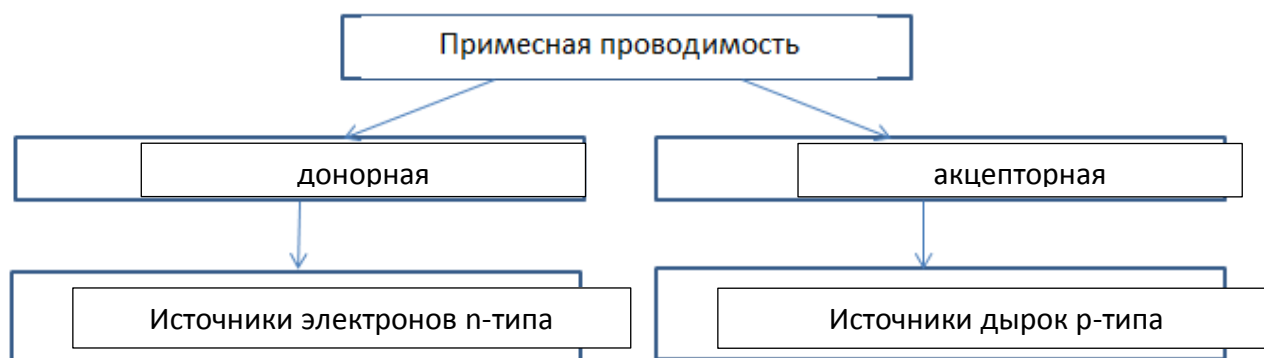 Примесная проводимость
донорная
акцепторная
Источники электронов n-типа
Источники дырок p-типа